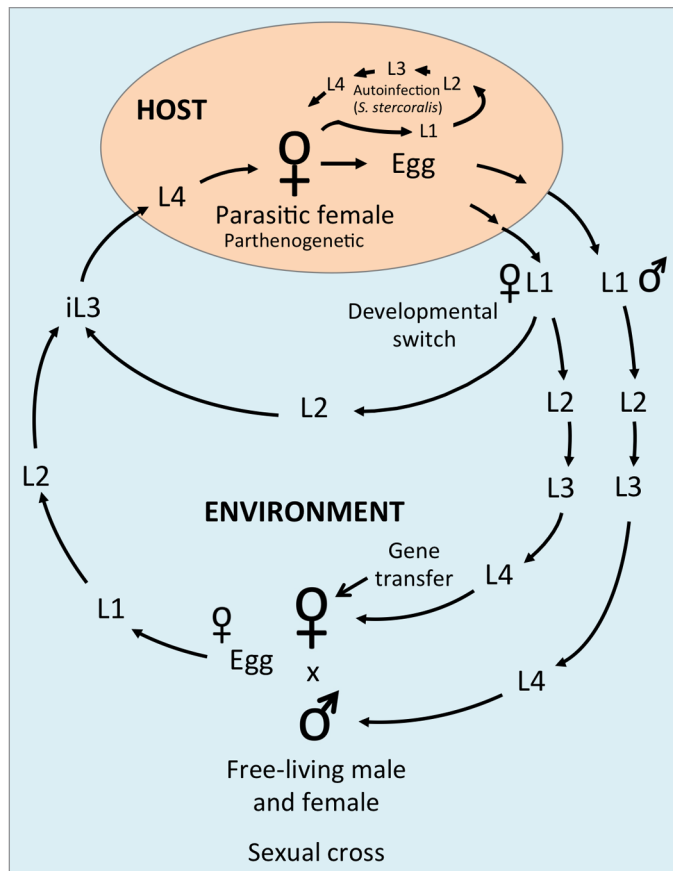 HOST
L3
L4
L2
Autoinfection
(S. stercoralis)
L1
Egg
L4
Parasitic female
Parthenogenetic
♀L1
L1 ♂
iL3
Developmental
switch
L2
L2
L2
L2
L3
L3
ENVIRONMENT
Gene
transfer
L4
L1
♀
Egg
x
L4
Free-living male
and female
Sexual cross